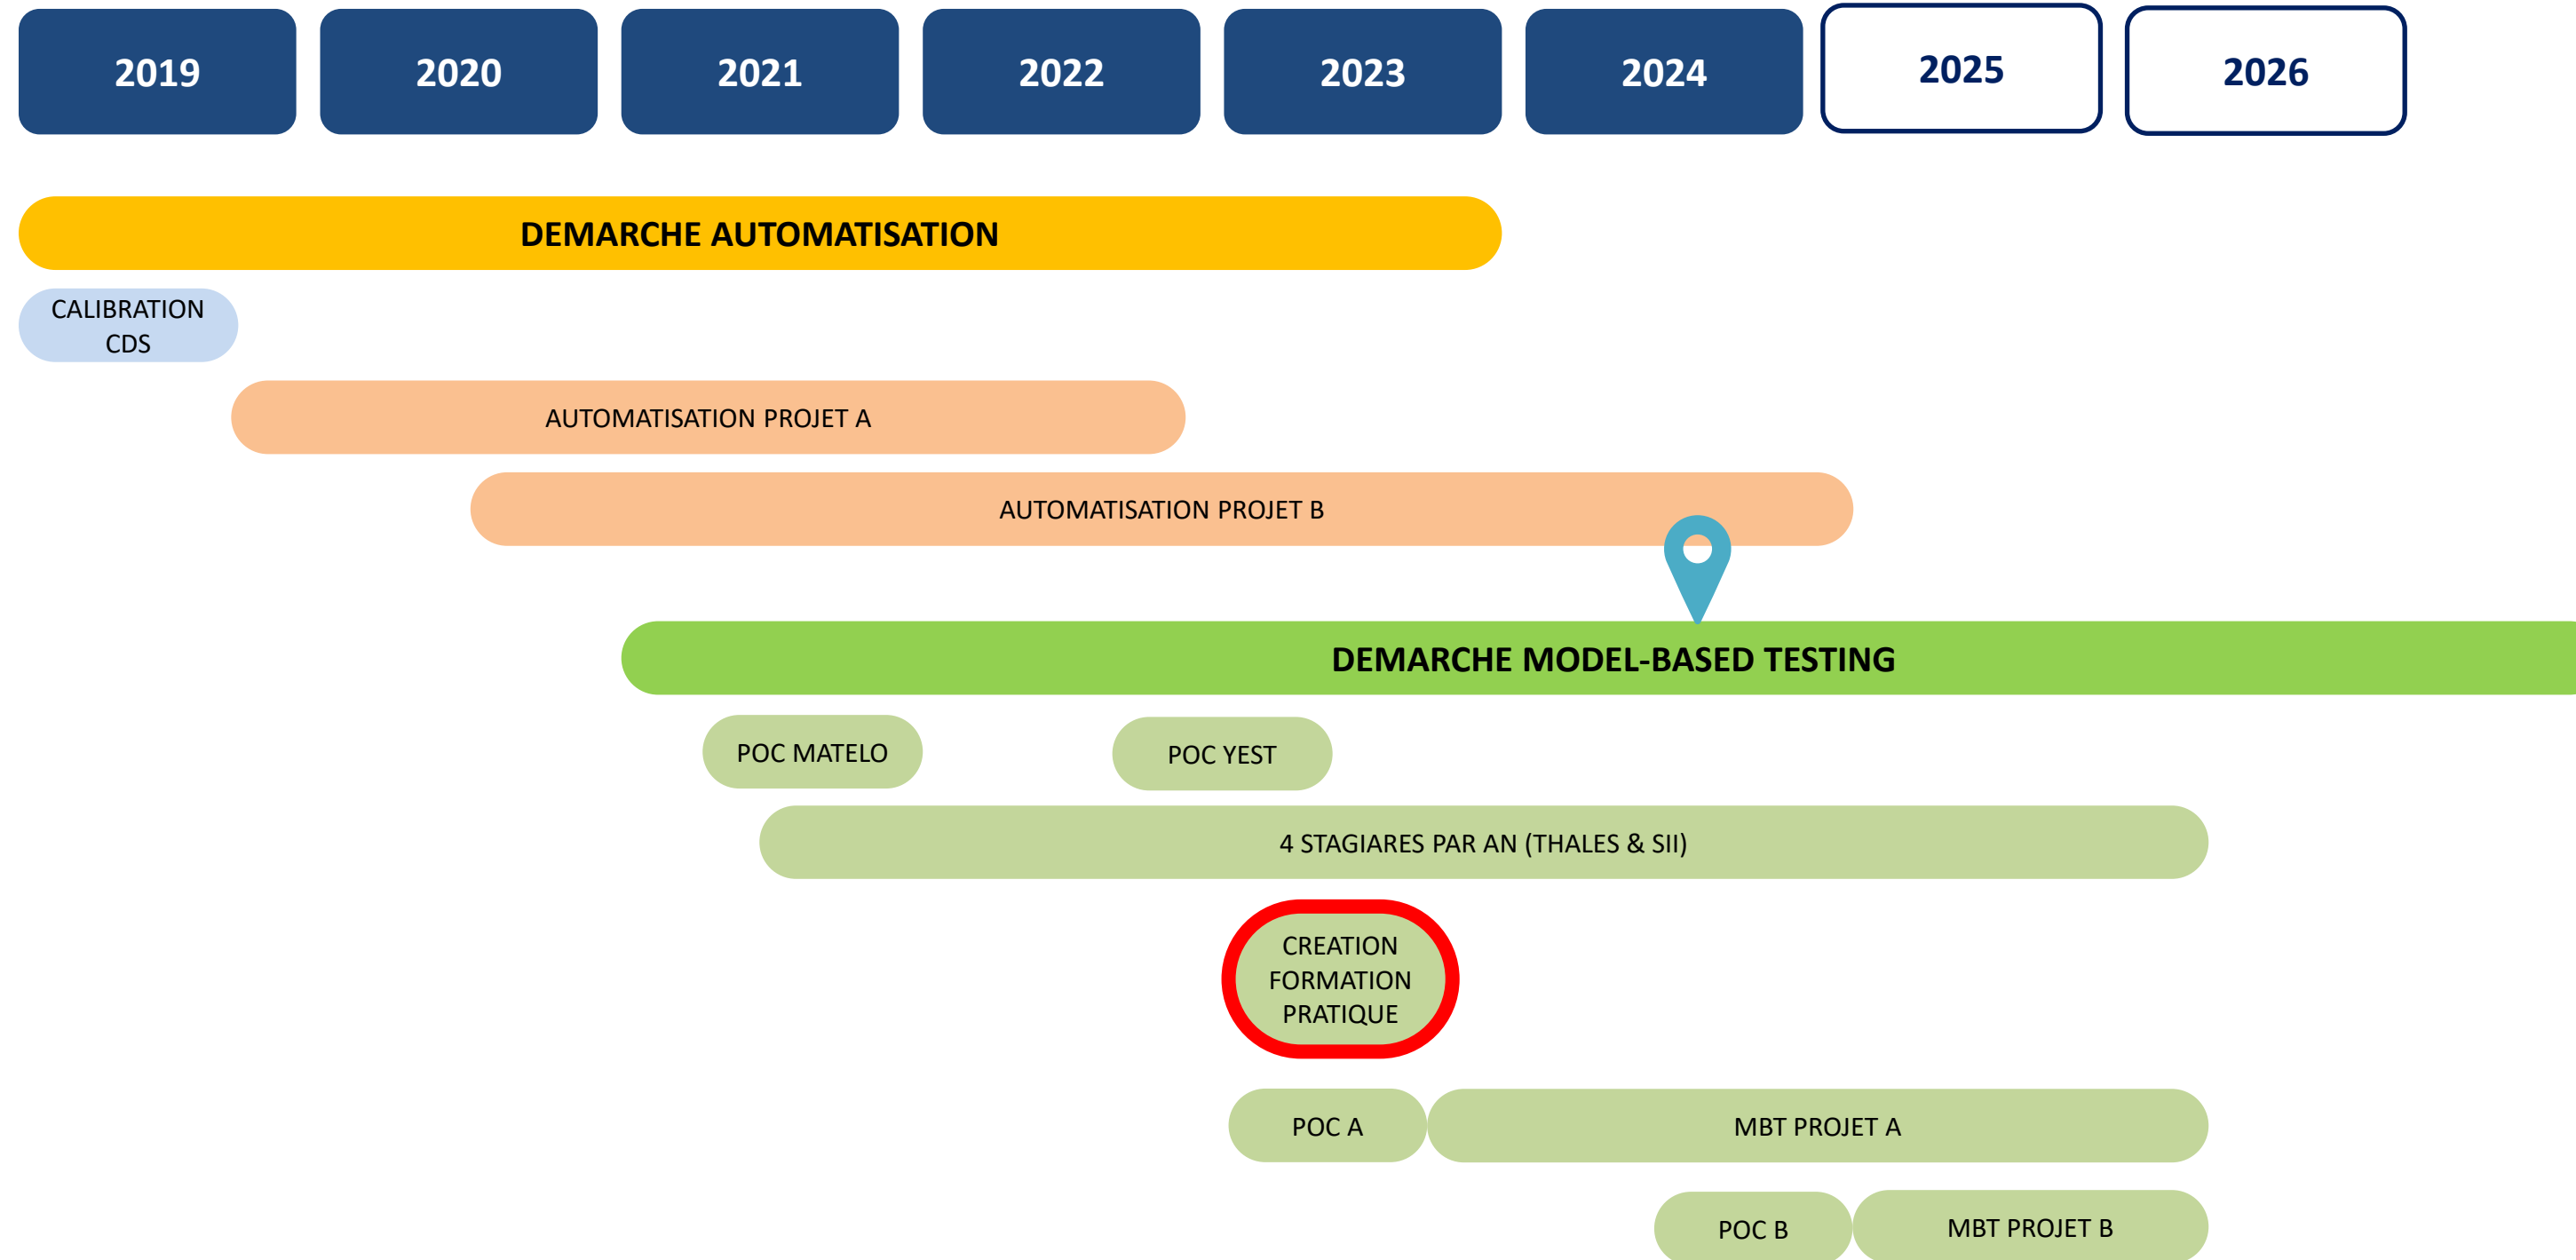 2019
2020
2021
2022
2023
2024
2025
2026
DEMARCHE AUTOMATISATION
CALIBRATION
CDS
AUTOMATISATION PROJET A
AUTOMATISATION PROJET B
DEMARCHE MODEL-BASED TESTING
POC MATELO
POC YEST
4 STAGIARES PAR AN (THALES & SII)
CREATION
FORMATION
PRATIQUE
POC A
MBT PROJET A
POC B
MBT PROJET B